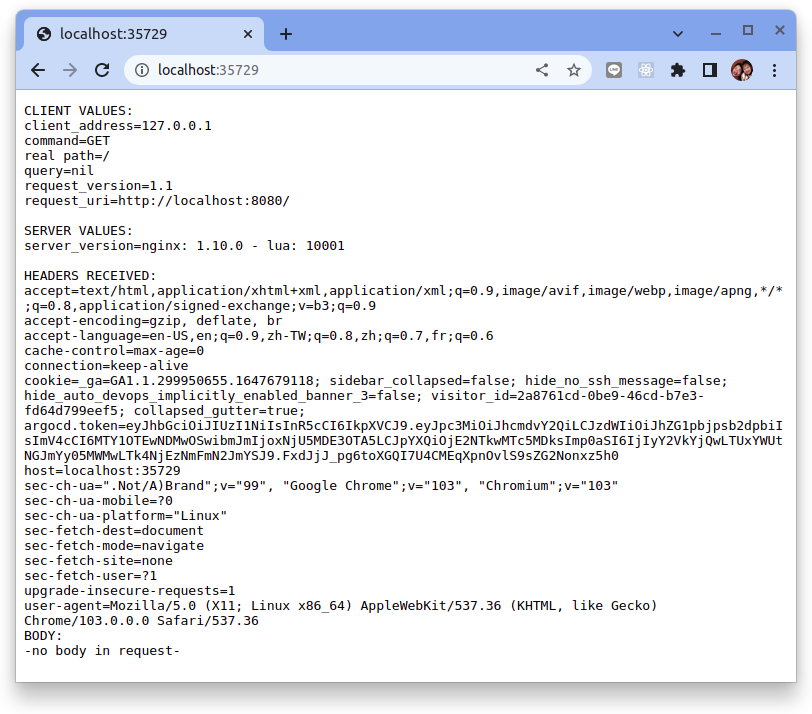 localhost:35729
localhost:35729
CLIENT VALUES:
client_address=127.0.0.1
command=GET
real path=/
query=nil
request_version=1.1
request_uri=http://localhost:8080/
SERVER VALUES:
server_version=nginx: 1.10.0 - lua: 10001
HEADERS RECEIVED:
accept=text/html,application/xhtml+xml,application/xml;q=0.9,image/avif,image/webp,image/apng,*/*
;q=0.8,application/signed-exchange;v=b3;q=0.9
accept-encoding=gzip, deflate, br
accept-language=en-US,en;q=0.9,zh-TW;q=0.8,zh;q=0.7,fr;q=0.6
cache-control=max-age=0
connection=keep-alive
cookie=_ga=GA1.1.299950655.1647679118; sidebar_collapsed=false; hide_no_ssh_message=false;
hide_auto_devops_implicitly_enabled_banner_3=false; visitor_id=2a8761cd-0be9-46cd-b7e3-
fd64d799eef5; collapsed_gutter=true;
argocd.token=eyJhbGciOiJIUzI1NiIsInR5cCI6IkpXVCJ9.eyJpc3MiOiJhcmdvY2QiLCJzdWIiOiJhZG1pbjpsb2dpbiI
sImV4cCI6MTY1OTEwNDMwOSwibmJmIjoxNjU5MDE3OTA5LCJpYXQiOjE2NTkwMTc5MDksImp0aSI6IjIyY2VkYjQwLTUxYWUt
NGJmYy05MWMwLTk4NjEzNmFmN2JmYSJ9.FxdJjJ_pg6toXGQI7U4CMEqXpnOvlS9sZG2Nonxz5h0
host=localhost:35729
sec-ch-ua=".Not/A)Brand";v="99", "Google Chrome";v="103", "Chromium";v="103"
sec-ch-ua-mobile=?0
sec-ch-ua-platform="Linux"
sec-fetch-dest=document
sec-fetch-mode=navigate
sec-fetch-site=none
sec-fetch-user=?1
upgrade-insecure-requests=1
user-agent=Mozilla/5.0 (X11; Linux x86_64) AppleWebKit/537.36 (KHTML, like Gecko)
Chrome/103.0.0.0 Safari/537.36
BODY:
-no body in request-